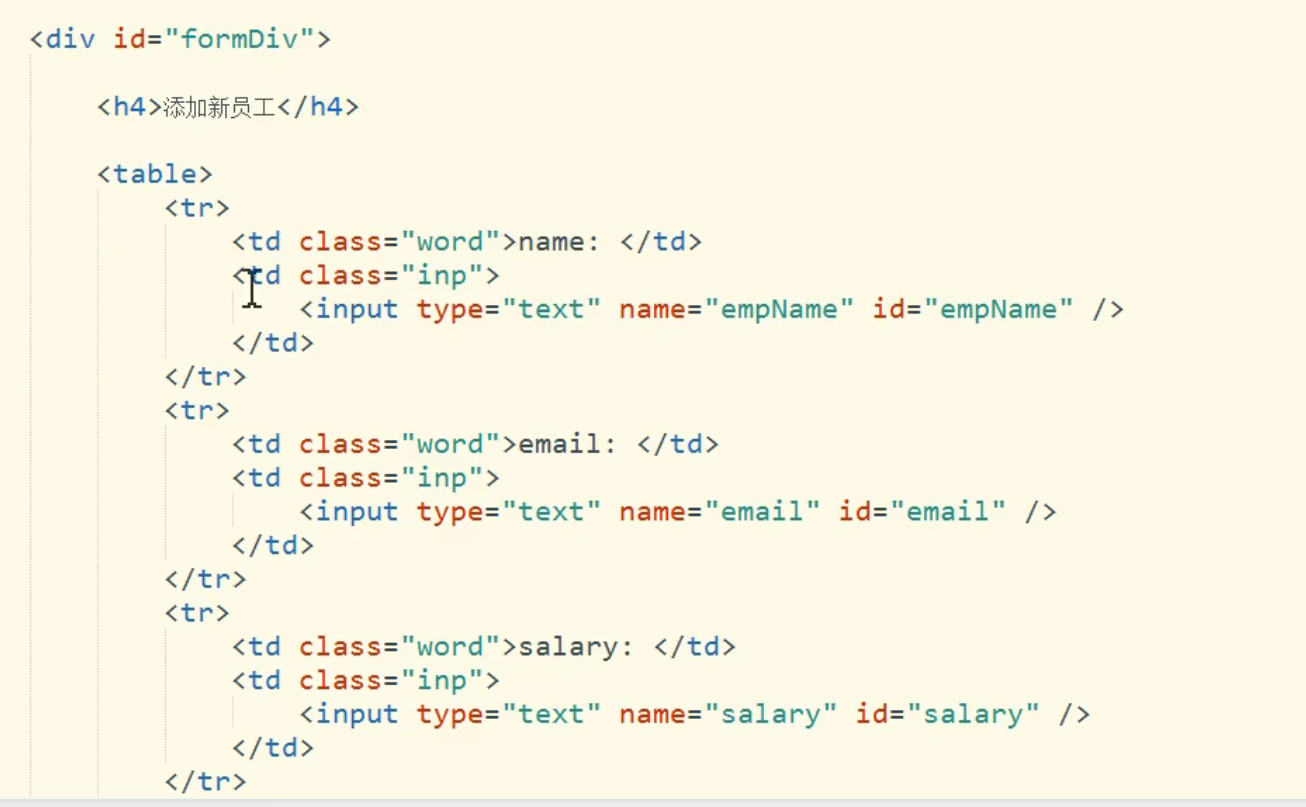 <div id="formDiv">
<h4>添加新员工</h4>
<table>
<tr>
<td class="word">name: </td>
<td class="inp">
<input type="text" name="empName" id="empName" />
</td>
</tr>
<tr>
<td class="word">email: </td>
<td class="inp">
<input type="text" name="email" id="email" />
</td>
</tr>
<tr>
<td class="word">salary: </td>
<td class="inp">
<input type="text" name="salary" id="salary" />
</td>
</tr>